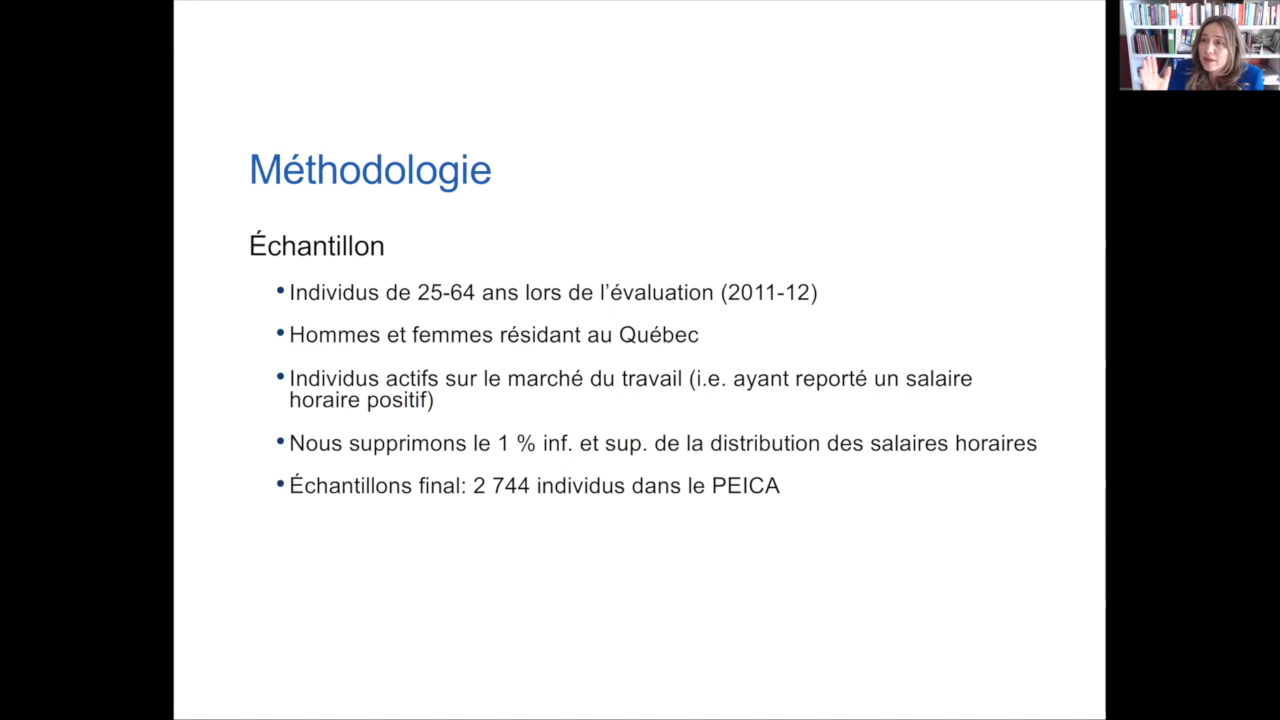 Méthodologie
Échantillon
•Individus de 25-64 ans lors de l’évaluation (2011-12)
•Hommes et femmes résidant au Québec
•Individus actifs sur le marché du travail (i.e. ayant reporté un salaire
horaire positif)
•Nous supprimons le 1 % inf. et sup. de la distribution des salaires horaires
•Échantillons final: 2 744 individus dans le PEICA